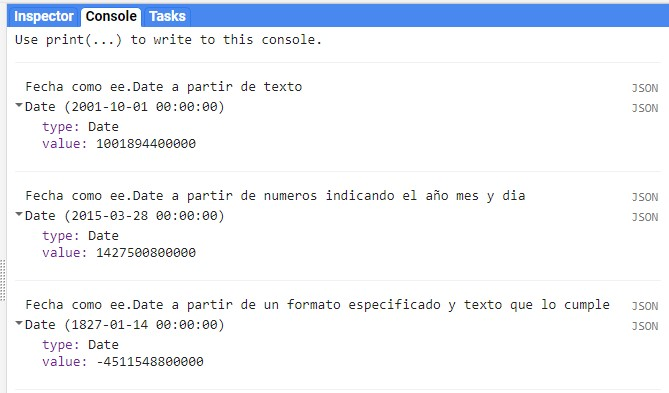 Inspector Console Tasks
Use print(...) to write to this console.
Fecha como ee.Date a partir de texto JSON
Date (2001-10-01 00:00:00) JSON
type: Date
value: 1001894400000
Fecha como ee.Date a partir de numeros indicando el año mes y dia JSON
Date (2015-03-28 00:00:00) JSON
type: Date
value: 1427500800000
Fecha como ee.Date a partir de un formato especificado y texto que lo cumple JSON
Date (1827-01-14 00:00:00) JSON
type: Date
value: -4511548800000